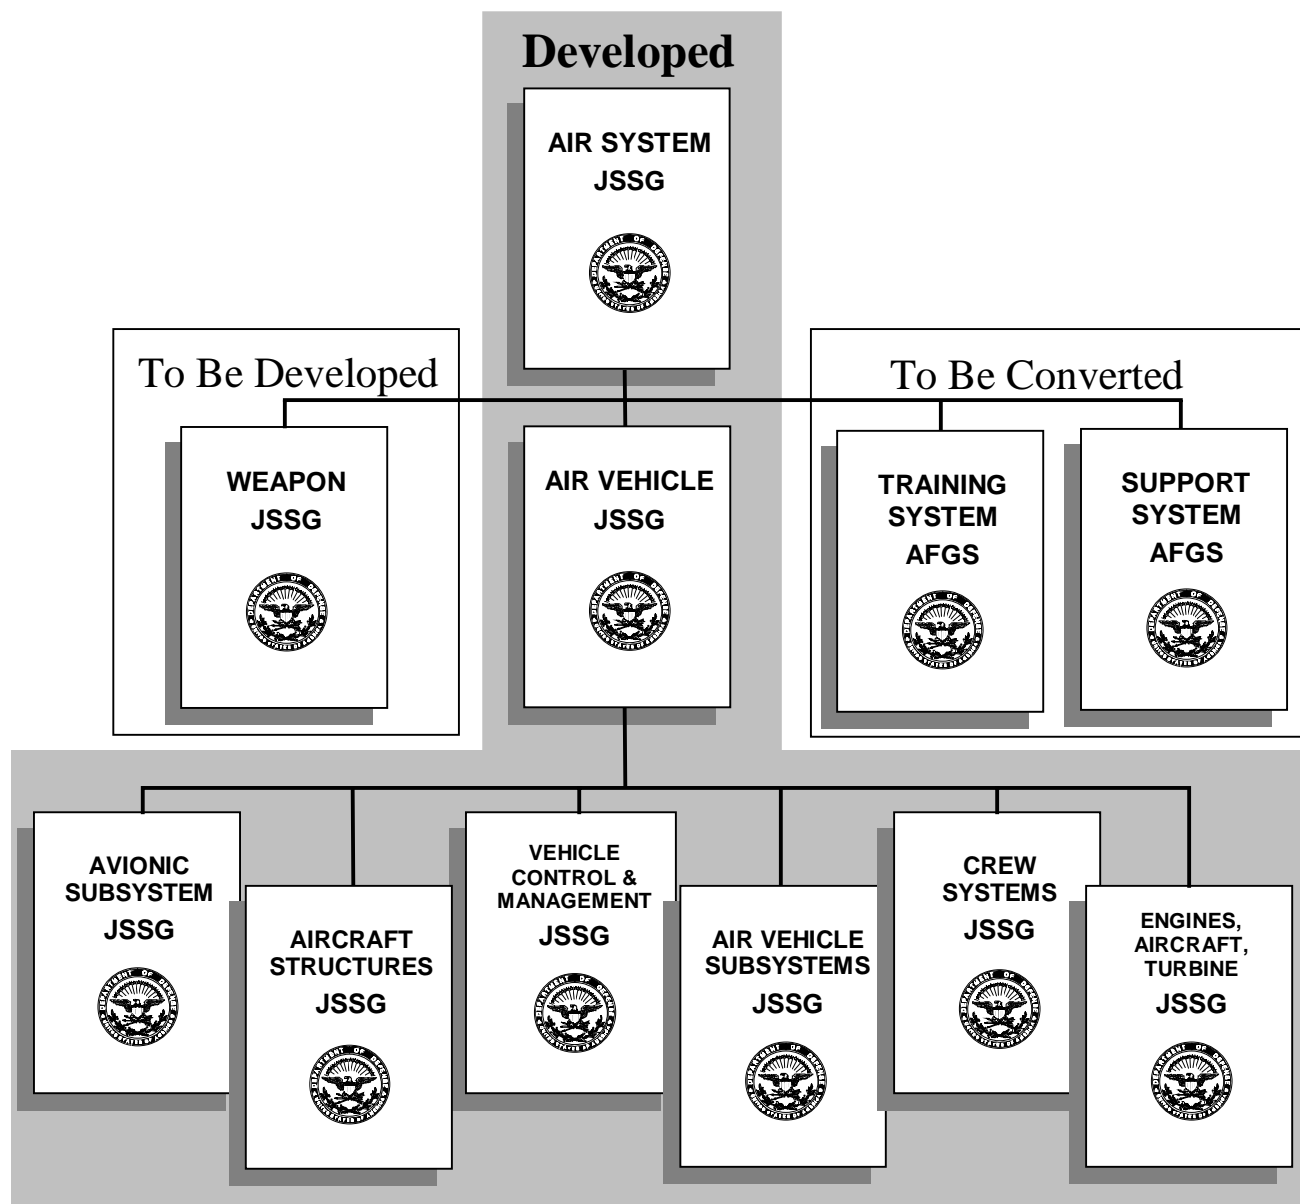 Developed
AIR SYSTEM
JSSG
To Be Developed
To Be Converted
WEAPON
JSSG
AIR VEHICLE
JSSG
TRAINING
SYSTEM
AFGS
SUPPORT
SYSTEM
AFGS
AVIONIC
SUBSYSTEM
JSSG
AIRCRAFT
STRUCTURES
JSSG
VEHICLE
CONTROL &
MANAGEMENT
JSSG
AIR VEHICLE
SUBSYSTEMS
JSSG
CREW
SYSTEMS
JSSG
ENGINES,
AIRCRAFT,
TURBINE
JSSG